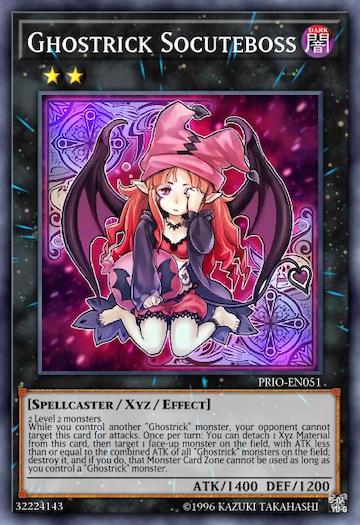 GHOSTRICK SOCUTEBOSS
DARK
闇
PRIO-EN051
[SPELLCASTER / XYZ / EFFECT]
2 Level 2 monsters
While you control another "Ghostrick" monster, your opponent cannot
target this card for attacks. Once per turn: You can detach 1 Xyz Material
from this card, then target 1 face-up monster on the field, with ATK less
than or equal to the combined ATK of all "Ghostrick" monsters on the field;
destroy it, and if you do, that Monster Card Zone cannot be used as long as
you control a "Ghostrick" monster.
ATK/1400 DEF/1200
32224143
©1996 KAZUKI TAKAHASHI